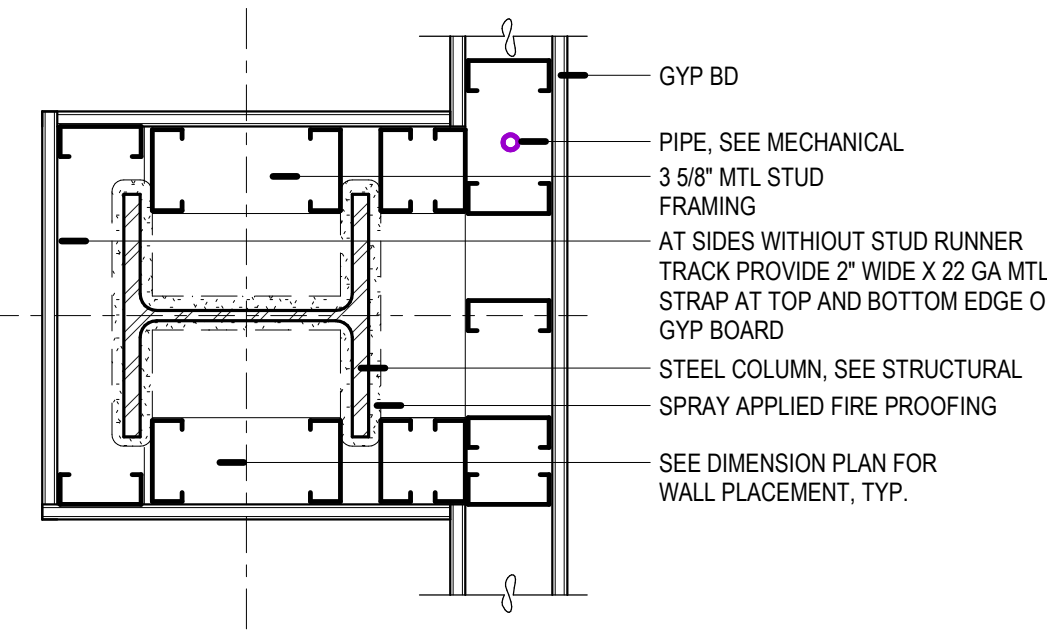 GYP BD
PIPE, SEE MECHANICAL
3 5/8" MTL STUD
FRAMING
AT SIDES WITHIOUT STUD RUNNER
TRACK PROVIDE 2" WIDE X 22 GA MTL
STRAP AT TOP AND BOTTOM EDGE O
GYP BOARD
STEEL COLUMN, SEE STRUCTURAL
SPRAY APPLIED FIRE PROOFING
SEE DIMENSION PLAN FOR
WALL PLACEMENT, TYP.